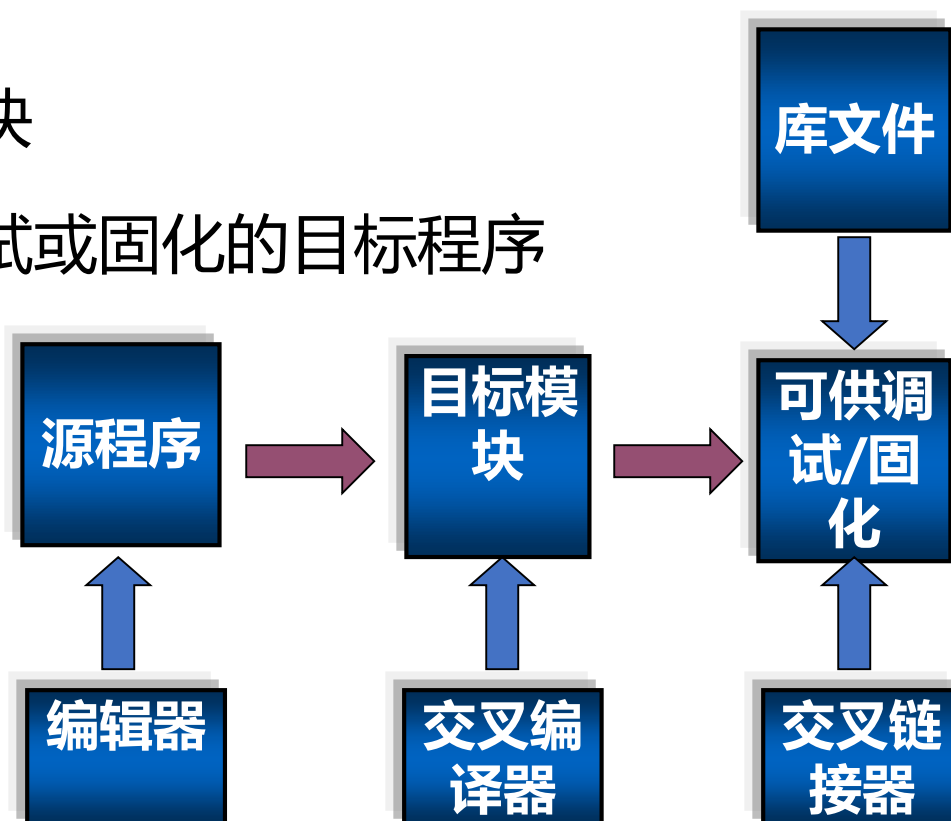 块
试或固化的目标程序
库文件
源程序
目标模
块
可供调
试/固
化
编辑器
交叉编
译器
交叉链
接器